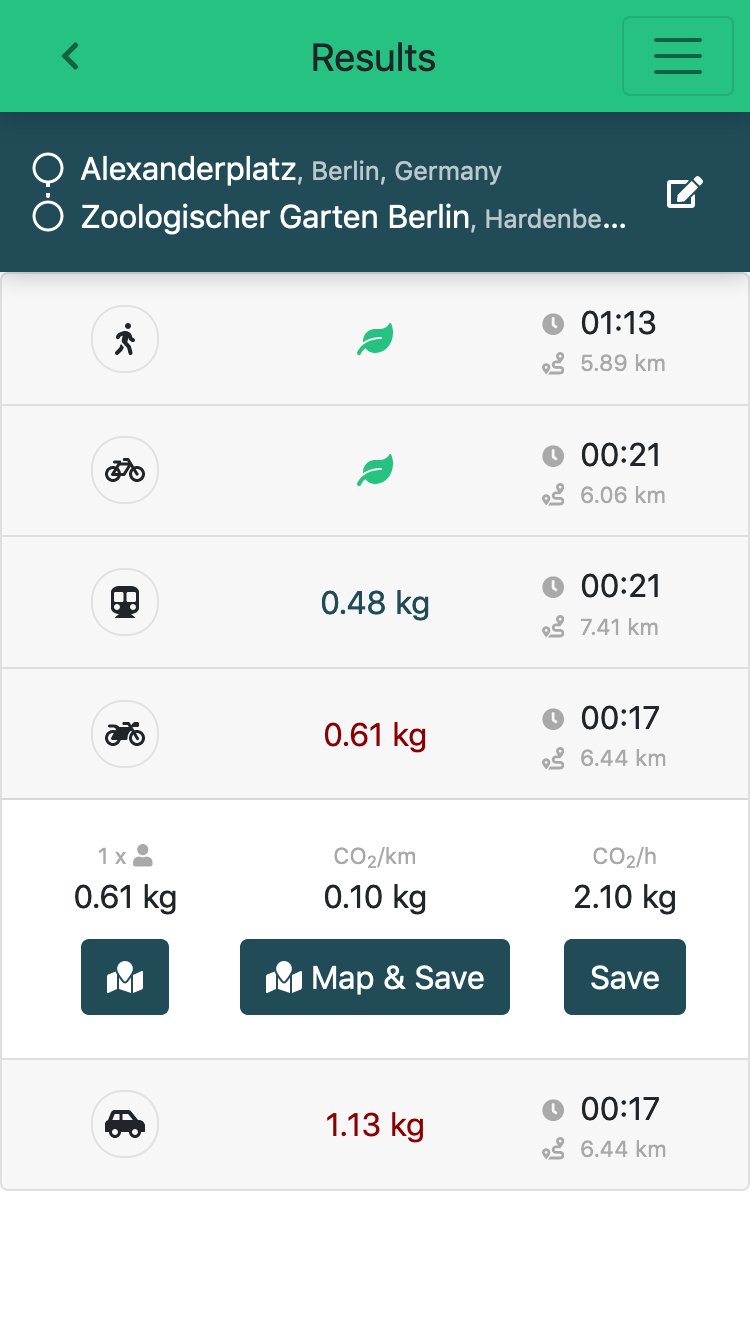 Results
Alexanderplatz, Berlin, Germany
Zoologischer Garten Berlin, Hardenbe...
01:13
5.89 km
00:21
6.06 km
0.48 kg
00:21
7.41 km
0.61 kg
00:17
6.44 km
1 x
CO₂/km
CO₂/h
0.61 kg
0.10 kg
2.10 kg
Map & Save
Save
1.13 kg
00:17
6.44 km